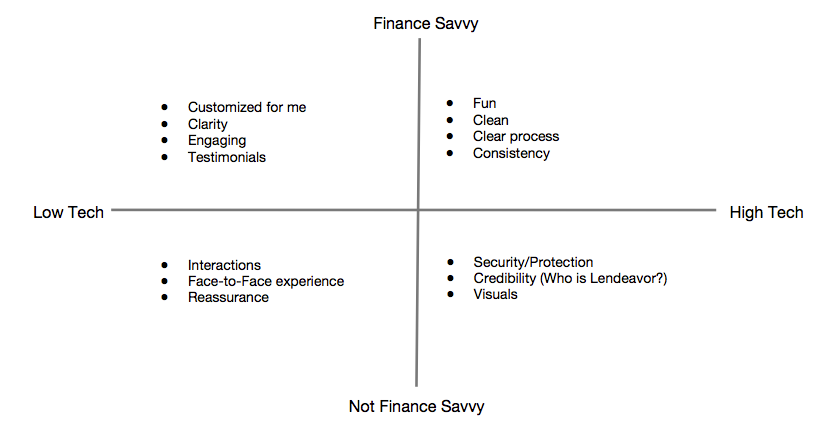 Finance Savvy
• Customized for me
• Clarity
• Engaging
• Testimonials
• Fun
• Clean
• Clear process
• Consistency
Low Tech
High Tech
• Interactions
• Face-to-Face experience
• Reassurance
• Security/Protection
• Credibility (Who is Lendeavor?)
• Visuals
Not Finance Savvy